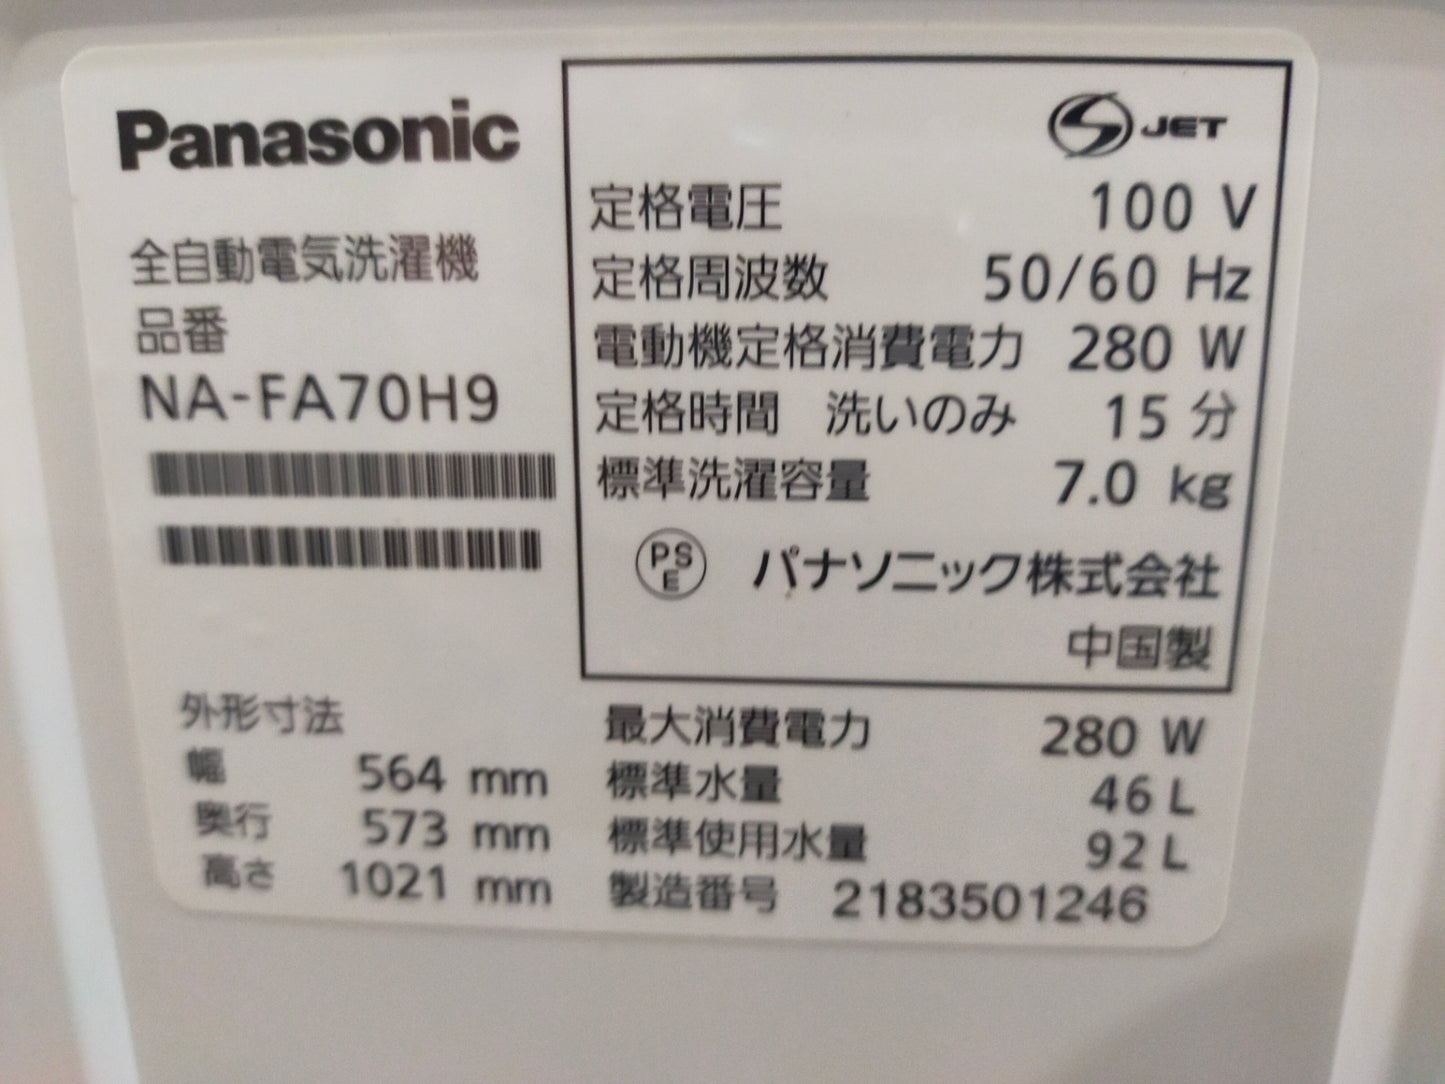 Panasonic
全自動電気洗濯機
品番
NA-FA70H9
JET
定格電圧 100 V
定格周波数 50/60 Hz
電動機定格消費電力 280 W
定格時間 洗いのみ 15 分
標準洗濯容量 7.0 kg
PS
E
パナソニック株式会社
中国製
外形寸法
幅 564 mm
奥行 573 mm
高さ 1021 mm
最大消費電力 280 W
標準水量 46 L
標準使用水量 92 L
製造番号 2183501246